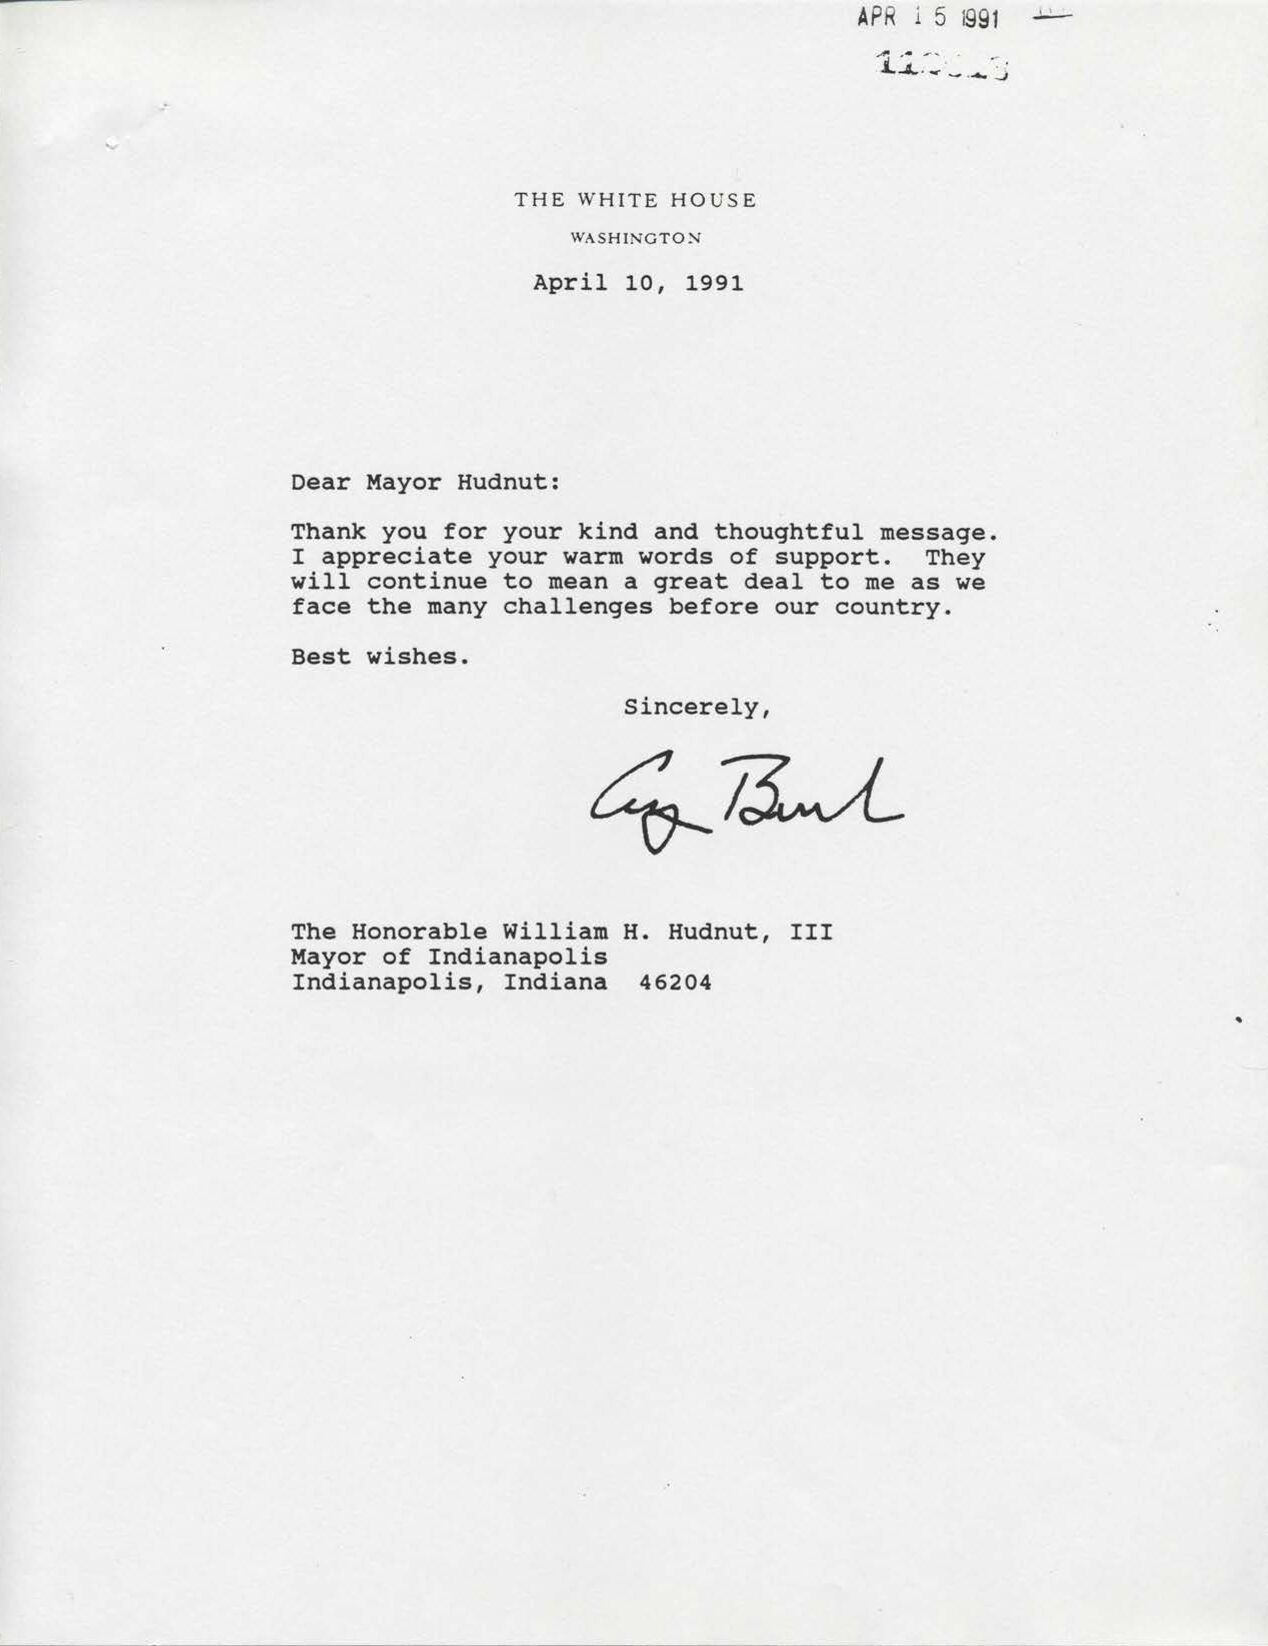 APR 15 1991
THE WHITE HOUSE
WASHINGTON
April 10, 1991
Dear Mayor Hudnut:
Thank you for your kind and thoughtful message.
I appreciate your warm words of support. They
will continue to mean a great deal to me as we
face the many challenges before our country.
Best wishes.
Sincerely,
The Honorable William H. Hudnut, III
Mayor of Indianapolis
Indianapolis, Indiana 46204